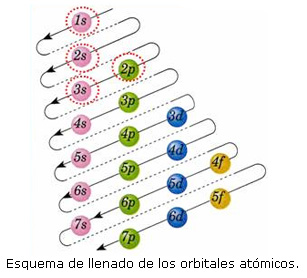 1s
2s
2p
3s
3p
3d
4s
4p
4d
4f
5s
5p
5d
5f
6s
6p
6d
7s
7p
Esquema de llenado de los orbitales atómicos.